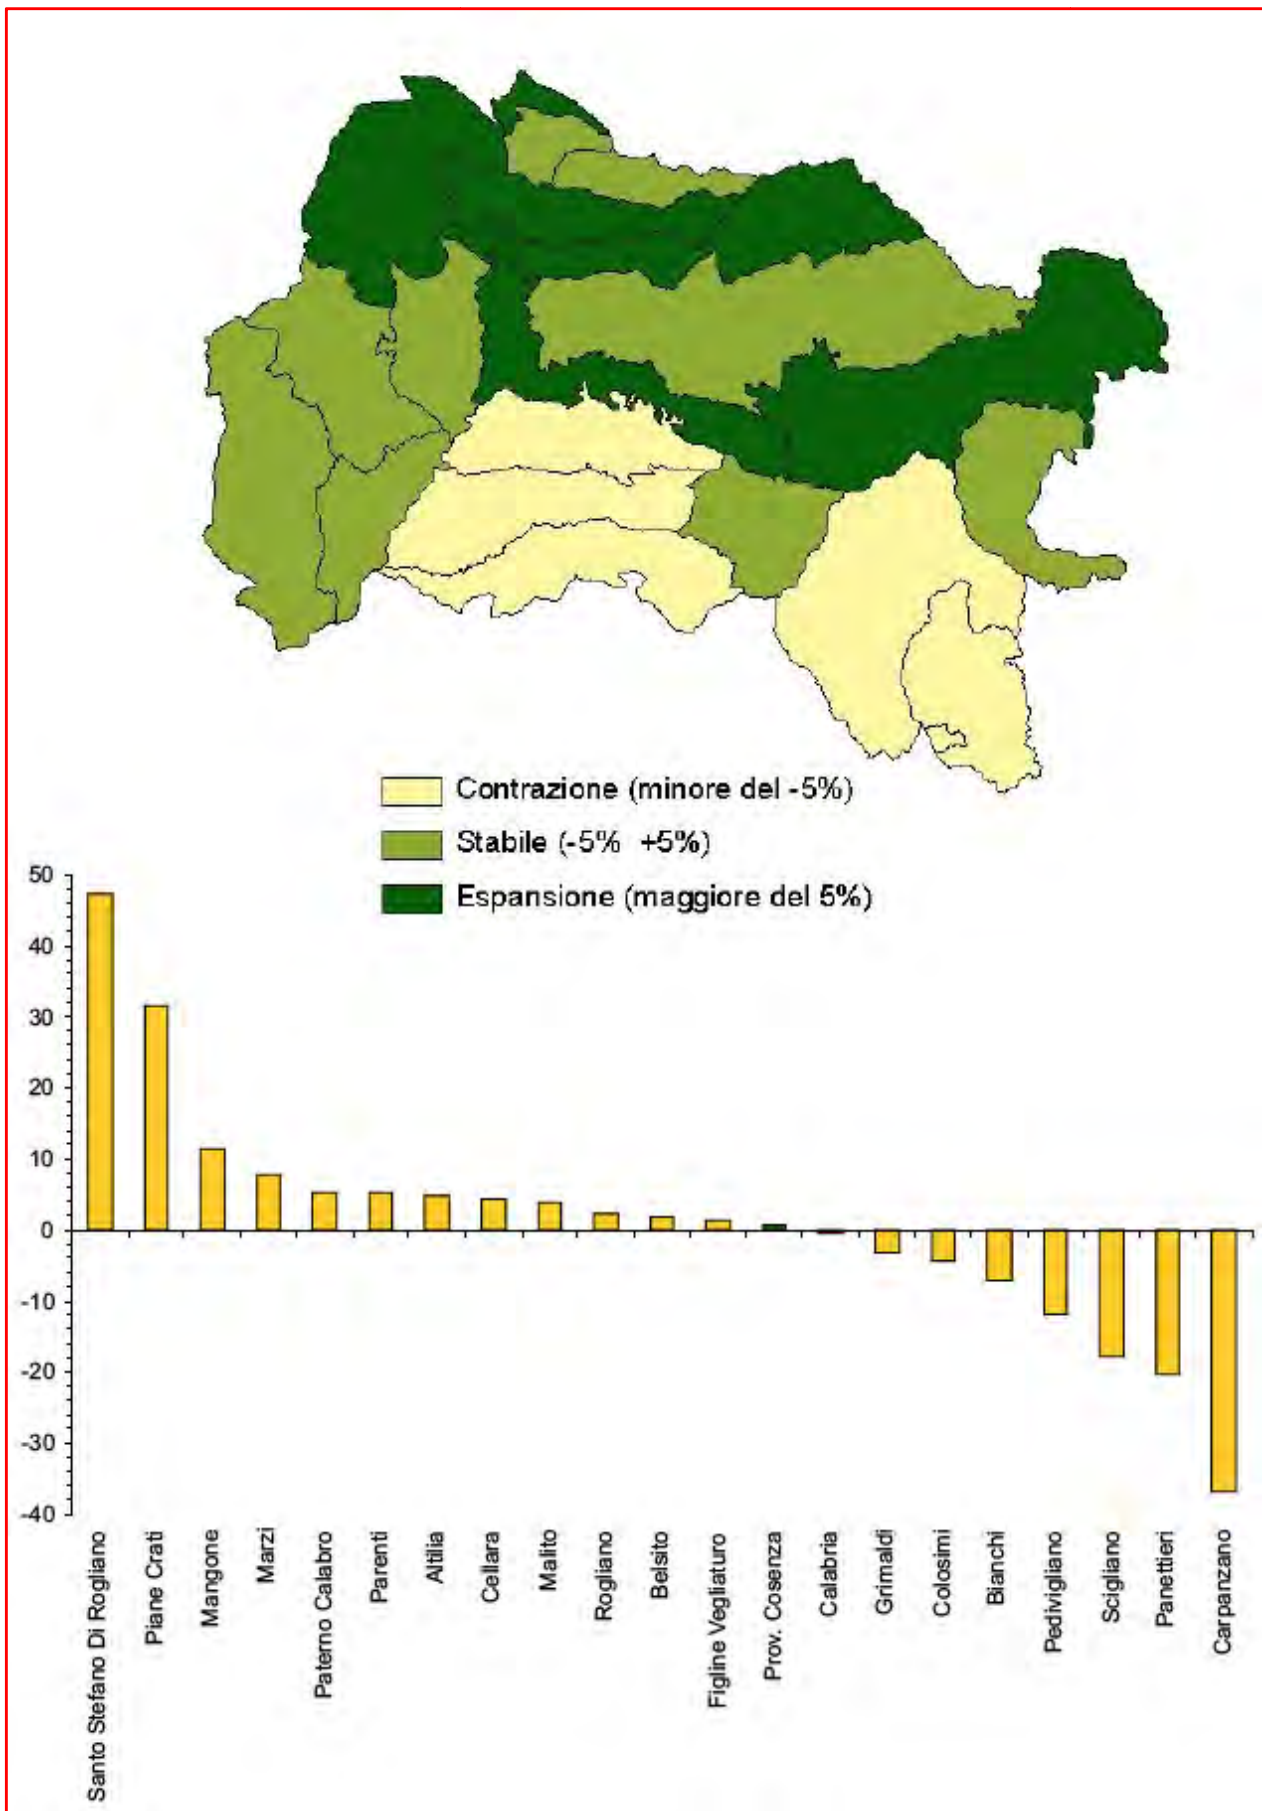 Contrazione (minore del -5%)
Stabile (-5% +5%)
Espansione (maggiore del 5%)
50
40
30
20
10
0
-10
-20
-30
-40
Santo Stefano Di Rogliano
Piane Crati
Mangone
Marzi
Paterno Calabro
Parenti
Altilia
Cellara
Malito
Rogliano
Belsito
Figline Vegliaturo
Prov. Cosenza
Calabria
Grimaldi
Colosimi
Bianchi
Pedivigliano
Scigliano
Panettieri
Carpanzano